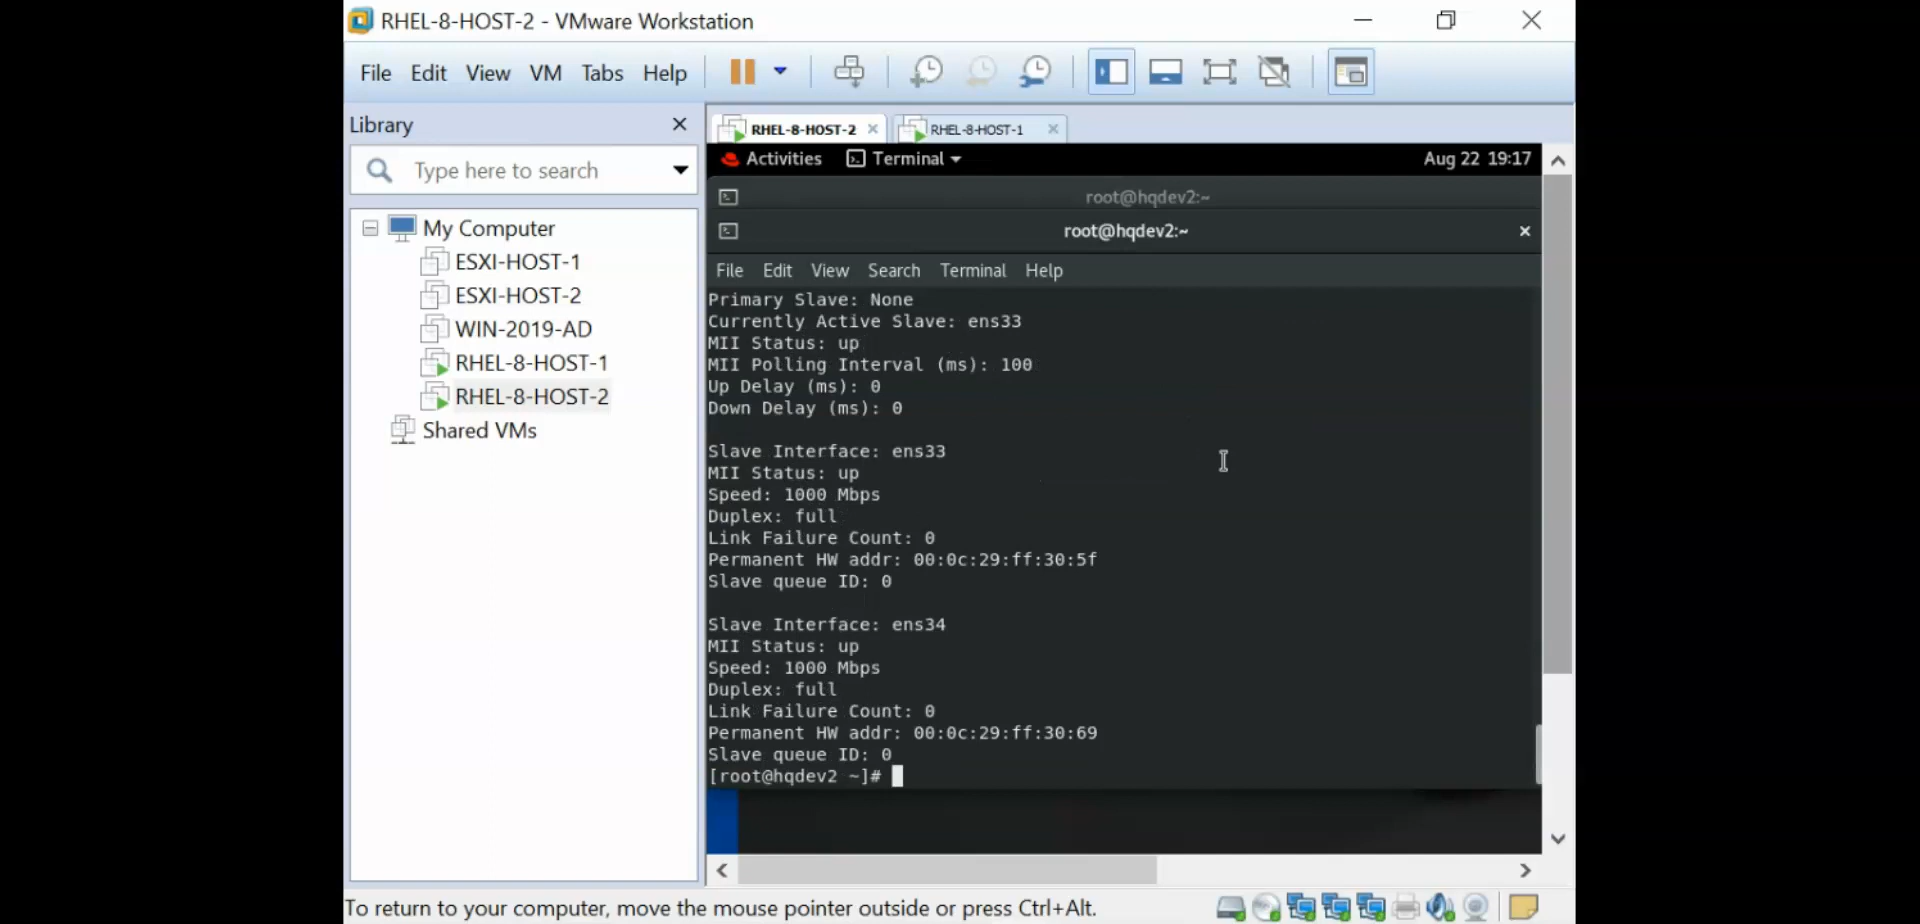 RHEL-8-HOST-2 - VMware Workstation
File Edit View VM Tabs Help
Library
Type here to search
My Computer
ESXI-HOST-1
ESXI-HOST-2
WIN-2019-AD
RHEL-8-HOST-1
RHEL-8-HOST-2
Shared VMs
RHEL-8-HOST-2 RHEL-8-HOST-1
Activities Terminal Aug 22 19:17
root@hqdev2:~
root@hqdev2:~
File Edit View Search Terminal Help
Primary Slave: None
Currently Active Slave: ens33
MII Status: up
MII Polling Interval (ms): 100
Up Delay (ms): 0
Down Delay (ms): 0
Slave Interface: ens33
MII Status: up
Speed: 1000 Mbps
Duplex: full
Link Failure Count: 0
Permanent HW addr: 00:0c:29:ff:30:5f
Slave queue ID: 0
Slave Interface: ens34
MII Status: up
Speed: 1000 Mbps
Duplex: full
Link Failure Count: 0
Permanent HW addr: 00:0c:29:ff:30:69
Slave queue ID: 0
[root@hqdev2 ~]#
To return to your computer, move the mouse pointer outside or press Ctrl+Alt.